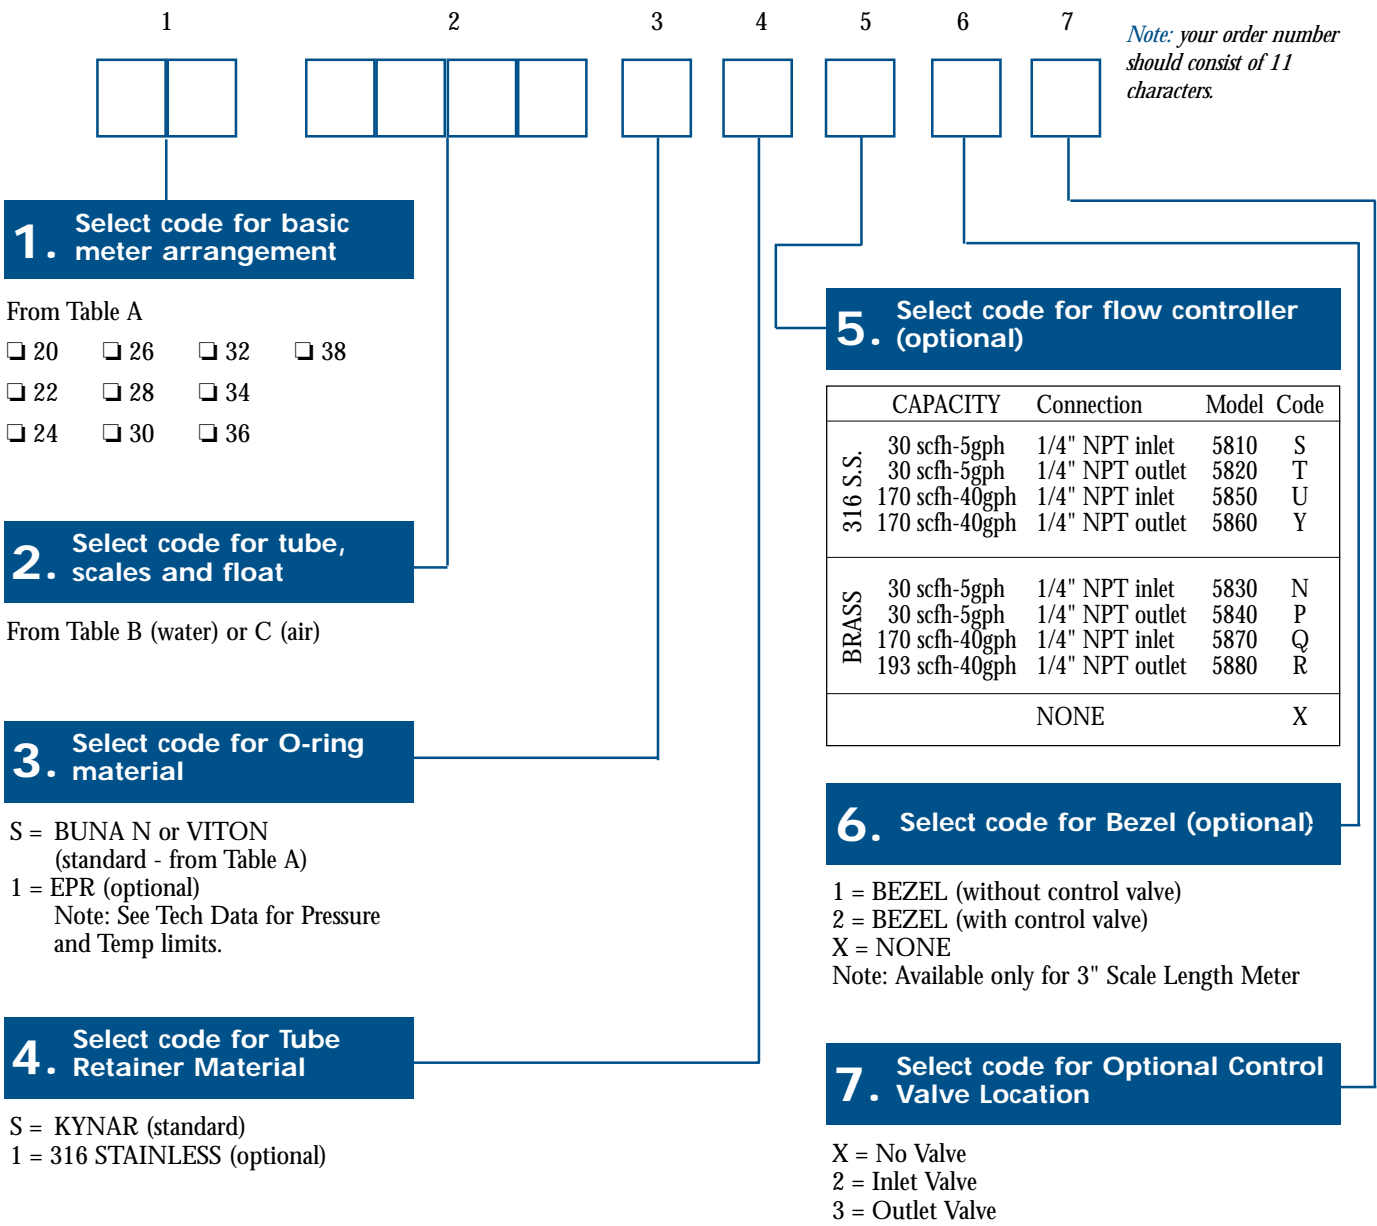 1 2 3 4 5 6 7
Note: your order number
should consist of 11
characters.
1. Select code for basic
meter arrangement
From Table A
❏ 20 ❏ 26 ❏ 32 ❏ 38
❏ 22 ❏ 28 ❏ 34
❏ 24 ❏ 30 ❏ 36
2. Select code for tube,
scales and float
From Table B (water) or C (air)
3. Select code for O-ring
material
S = BUNA N or VITON
(standard - from Table A)
1 = EPR (optional)
Note: See Tech Data for Pressure
and Temp limits.
4. Select code for Tube
Retainer Material
S = KYNAR (standard)
1 = 316 STAINLESS (optional)
5. Select code for flow controller
(optional)
CAPACITY Connection Model Code
316 S.S.
30 scfh-5gph 1/4" NPT inlet 5810 S
30 scfh-5gph 1/4" NPT outlet 5820 T
170 scfh-40gph 1/4" NPT inlet 5850 U
170 scfh-40gph 1/4" NPT outlet 5860 Y
BRASS
30 scfh-5gph 1/4" NPT inlet 5830 N
30 scfh-5gph 1/4" NPT outlet 5840 P
170 scfh-40gph 1/4" NPT inlet 5870 Q
193 scfh-40gph 1/4" NPT outlet 5880 R
NONE X
6. Select code for Bezel (optional)
1 = BEZEL (without control valve)
2 = BEZEL (with control valve)
X = NONE
Note: Available only for 3" Scale Length Meter
7. Select code for Optional Control
Valve Location
X = No Valve
2 = Inlet Valve
3 = Outlet Valve